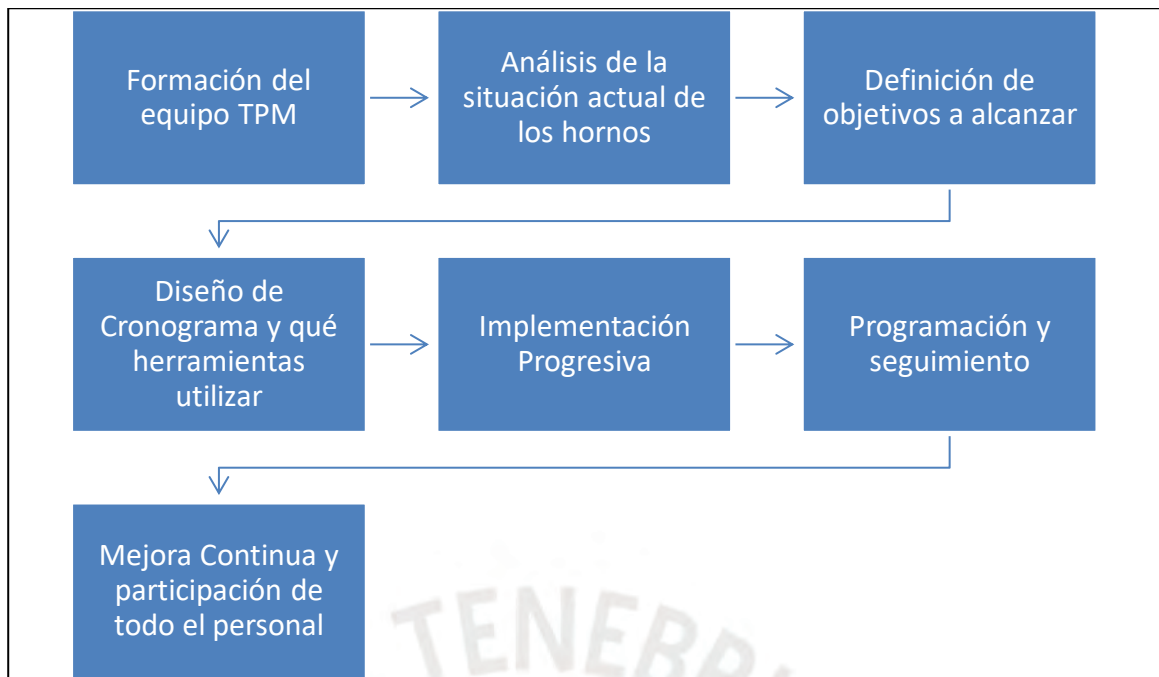 Formación del
equipo TPM
Análisis de la
situación actual de
los hornos
Definición de
objetivos a alcanzar
Diseño de
Cronograma y qué
herramientas
utilizar
Implementación
Progresiva
Programación y
seguimiento
Mejora Continua y
participación de
todo el personal